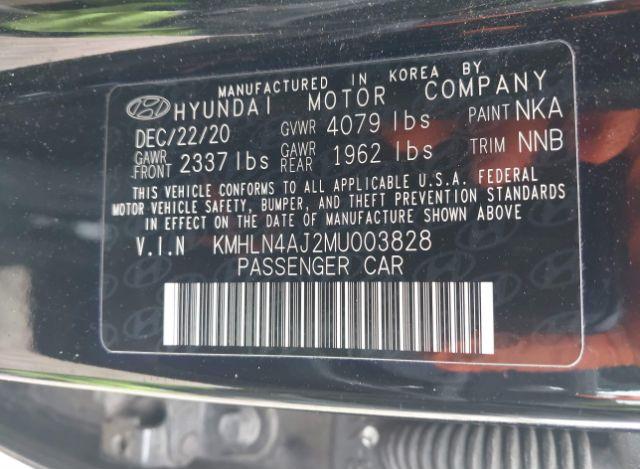 MANUFACTURED IN KOREA BY
HYUNDAI MOTOR COMPANY
DEC/22/20 GVWR 4079 lbs PAINT NKA
GAWR FRONT 2337 lbs GAWR REAR 1962 lbs TRIM NNB
THIS VEHICLE CONFORMS TO ALL APPLICABLE U.S.A. FEDERAL
MOTOR VEHICLE SAFETY, BUMPER, AND THEFT PREVENTION STANDARDS
IN EFFECT ON THE DATE OF MANUFACTURE SHOWN ABOVE
V.I.N KMHLN4AJ2MU003828
PASSENGER CAR